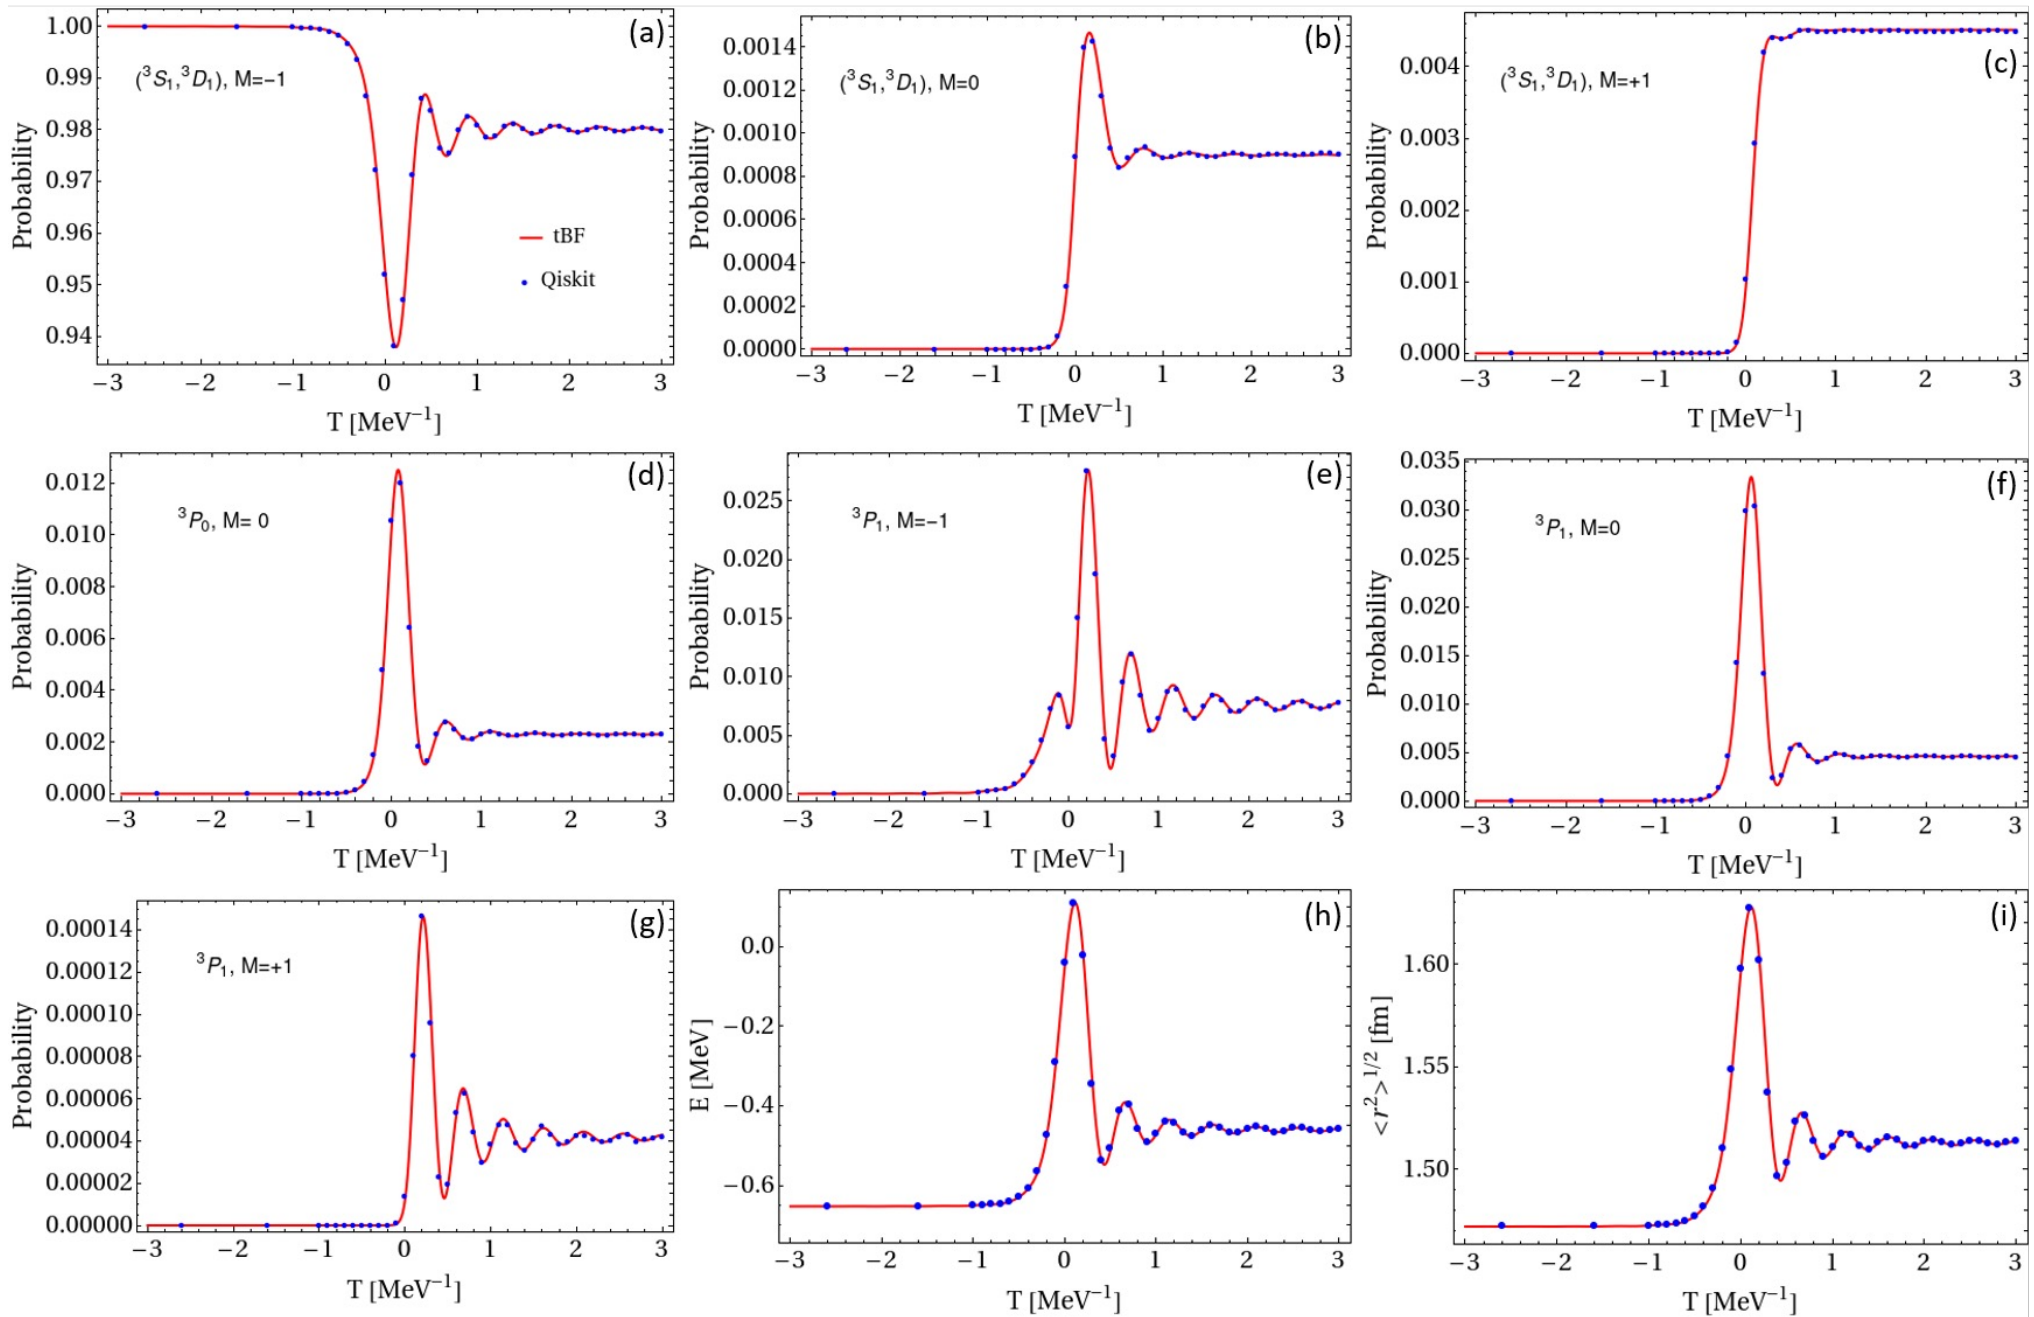 (a)
(³S₁,³D₁), M=−1
tBF
Qiskit
Probability
1.00
0.99
0.98
0.97
0.96
0.95
0.94
−3 −2 −1 0 1 2 3
T [MeV⁻¹]
(b)
(³S₁,³D₁), M=0
Probability
0.0014
0.0012
0.0010
0.0008
0.0006
0.0004
0.0002
0.0000
−3 −2 −1 0 1 2 3
T [MeV⁻¹]
(c)
(³S₁,³D₁), M=+1
Probability
0.004
0.003
0.002
0.001
0.000
−3 −2 −1 0 1 2 3
T [MeV⁻¹]
(d)
³P₀, M= 0
Probability
0.012
0.010
0.008
0.006
0.004
0.002
0.000
−3 −2 −1 0 1 2 3
T [MeV⁻¹]
(e)
³P₁, M=−1
Probability
0.025
0.020
0.015
0.010
0.005
0.000
−3 −2 −1 0 1 2 3
T [MeV⁻¹]
(f)
³P₁, M=0
Probability
0.035
0.030
0.025
0.020
0.015
0.010
0.005
0.000
−3 −2 −1 0 1 2 3
T [MeV⁻¹]
(g)
³P₁, M=+1
Probability
0.00014
0.00012
0.00010
0.00008
0.00006
0.00004
0.00002
0.00000
−3 −2 −1 0 1 2 3
T [MeV⁻¹]
(h)
E [MeV]
0.0
−0.2
−0.4
−0.6
−3 −2 −1 0 1 2 3
T [MeV⁻¹]
(i)
<r²>¹ᐟ² [fm]
1.60
1.55
1.50
−3 −2 −1 0 1 2 3
T [MeV⁻¹]